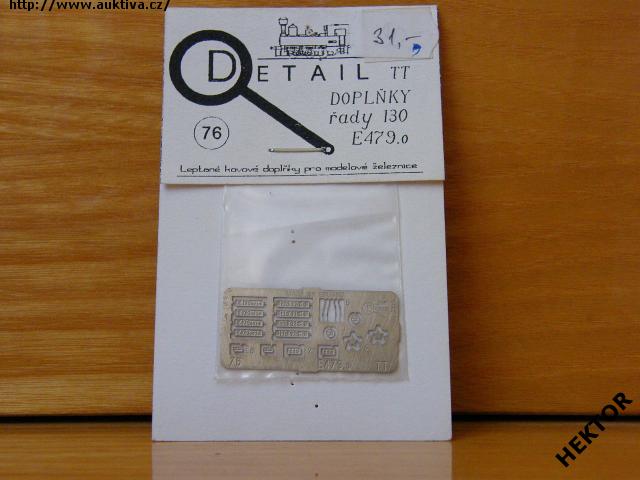 http://www.auktiva.cz/
31,-
DETAIL TT
DOPLŇKY
řady 130
E479.0
76
Leptané kovové doplňky pro modelové železnice
76
E479.0
TT
HEKTOR